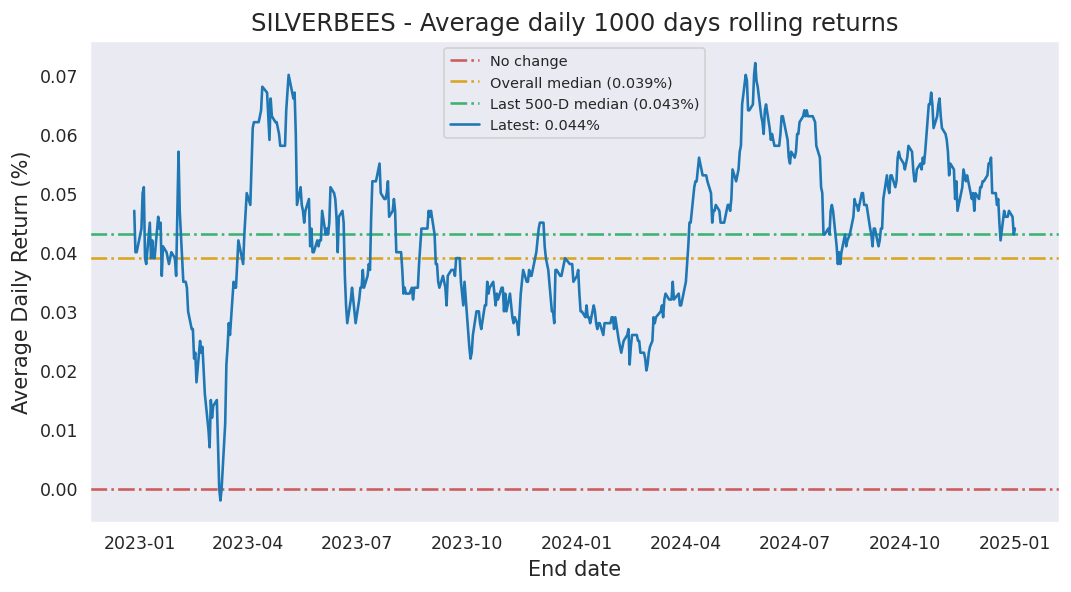 SILVERBEES - Average daily 1000 days rolling returns
No change
Overall median (0.039%)
Last 500-D median (0.043%)
Latest: 0.044%
Average Daily Return (%)
0.07
0.06
0.05
0.04
0.03
0.02
0.01
0.00
2023-01 2023-04 2023-07 2023-10 2024-01 2024-04 2024-07 2024-10 2025-01
End date